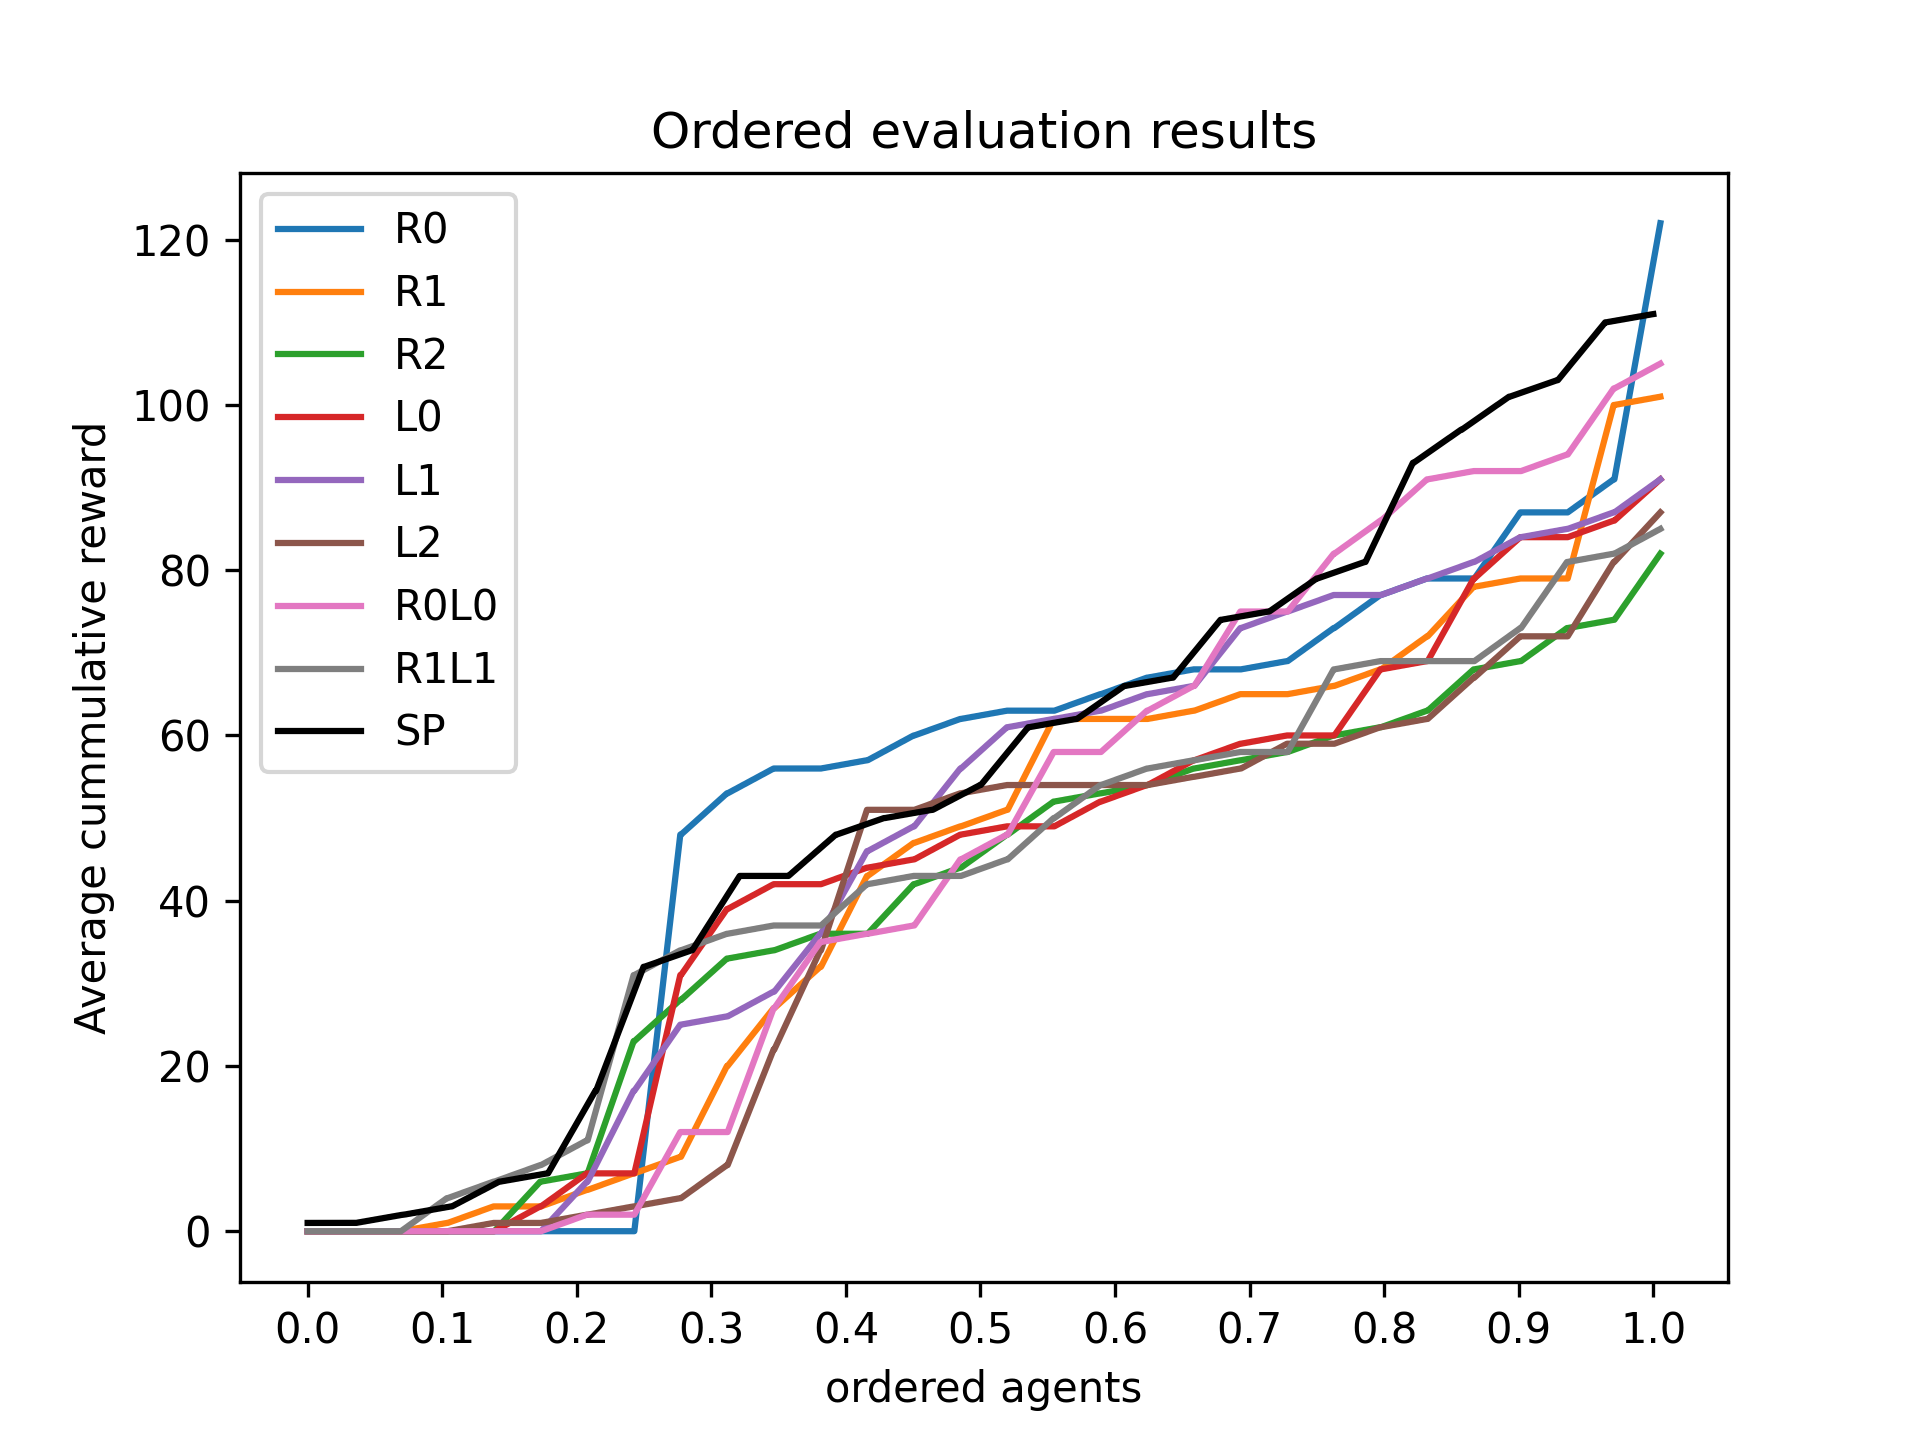 Ordered evaluation results
R0
R1
R2
L0
L1
L2
R0L0
R1L1
SP
Average cummulative reward
120
100
80
60
40
20
0
0.0 0.1 0.2 0.3 0.4 0.5 0.6 0.7 0.8 0.9 1.0
ordered agents